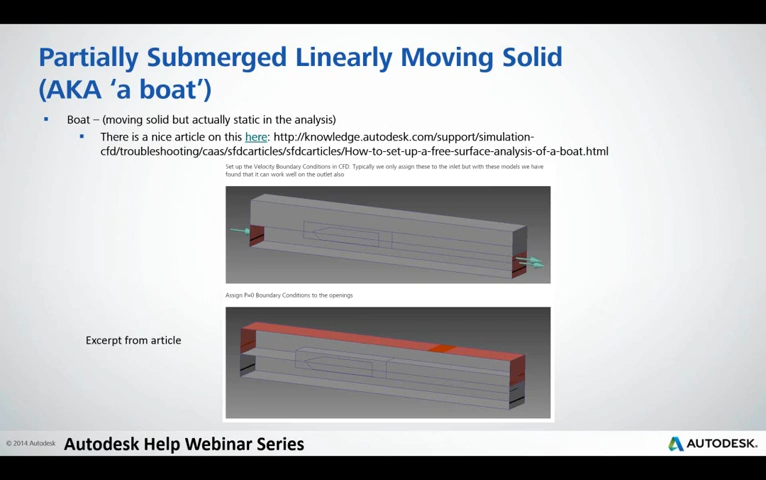 Partially Submerged Linearly Moving Solid
(AKA ‘a boat’)
▪ Boat – (moving solid but actually static in the analysis)
▪ There is a nice article on this here: http://knowledge.autodesk.com/support/simulation-
cfd/troubleshooting/caas/sfdcarticles/sfdcarticles/How-to-set-up-a-free-surface-analysis-of-a-boat.html
Set up the Velocity Boundary Conditions in CFD. Typically we only assign these to the inlet but with these models we have
found that it can work well on the outlet also
Assign P=0 Boundary Conditions to the openings
Excerpt from article
© 2014 Autodesk
Autodesk Help Webinar Series
AUTODESK.